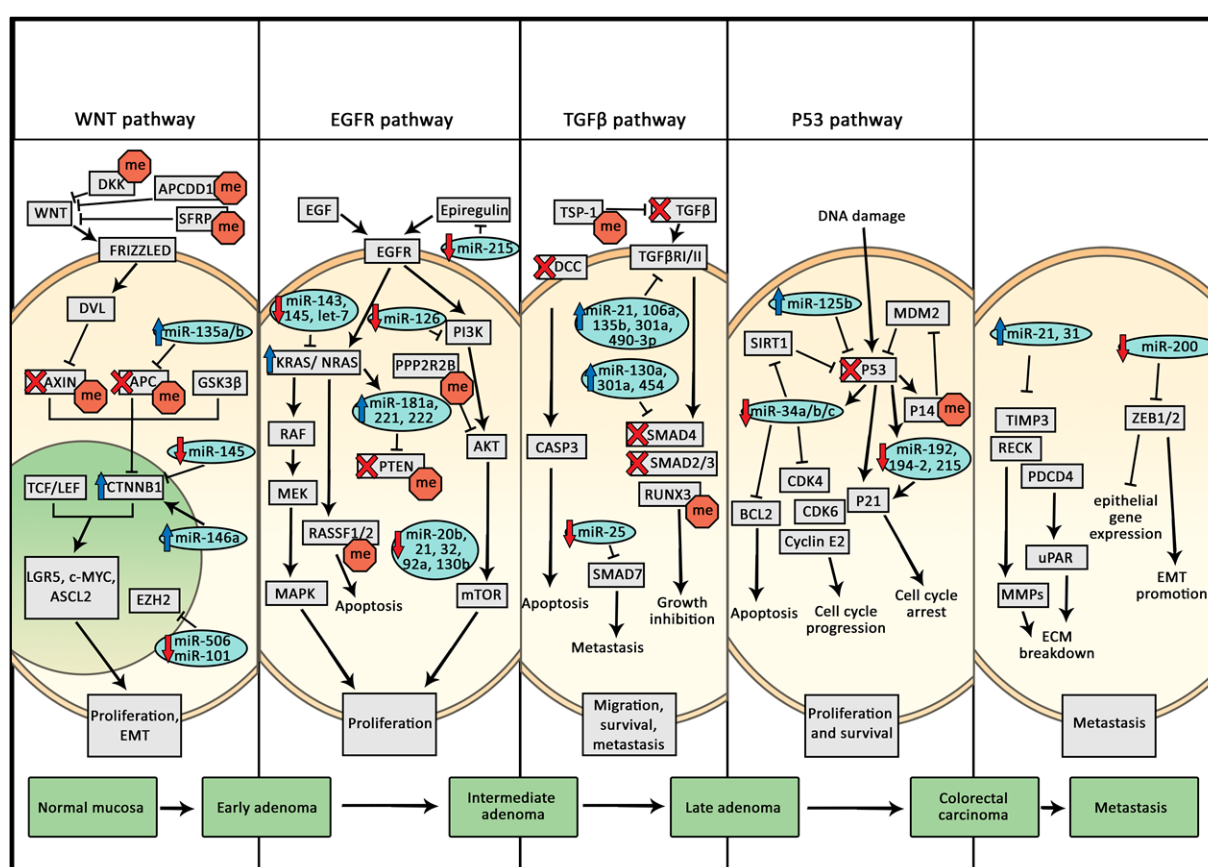 WNT pathway
EGFR pathway
TGFβ pathway
P53 pathway
me
DKK
APCDD1
me
WNT
SFRP
me
FRIZZLED
DVL
miR-135a/b
AXIN
me
APC
me
GSK3β
miR-145
TCF/LEF
CTNNB1
miR-146a
LGR5, c-MYC,
ASCL2
EZH2
miR-506
miR-101
Proliferation,
EMT
EGF
Epiregulin
EGFR
miR-215
miR-143,
145, let-7
miR-126
PI3K
KRAS/ NRAS
PPP2R2B
me
miR-181a,
221, 222
RAF
AKT
PTEN
me
MEK
RASSF1/2
me
miR-20b,
21, 32,
92a, 130b
MAPK
Apoptosis
mTOR
Proliferation
TSP-1
me
TGFβ
DCC
TGFβRI/II
miR-21, 106a,
135b, 301a,
490-3p
miR-130a,
301a, 454
CASP3
SMAD4
SMAD2/3
RUNX3
me
miR-25
SMAD7
Apoptosis
Growth
inhibition
Metastasis
Migration,
survival,
metastasis
DNA damage
miR-125b
MDM2
SIRT1
P53
P14
me
miR-34a/b/c
miR-192,
194-2, 215
CDK4
BCL2
CDK6
P21
Cyclin E2
Apoptosis
Cell cycle
progression
Cell cycle
arrest
Proliferation
and survival
miR-21, 31
miR-200
TIMP3
ZEB1/2
RECK
PDCD4
epithelial
gene
expression
uPAR
MMPs
EMT
promotion
ECM
breakdown
Metastasis
Normal mucosa
Early adenoma
Intermediate
adenoma
Late adenoma
Colorectal
carcinoma
Metastasis